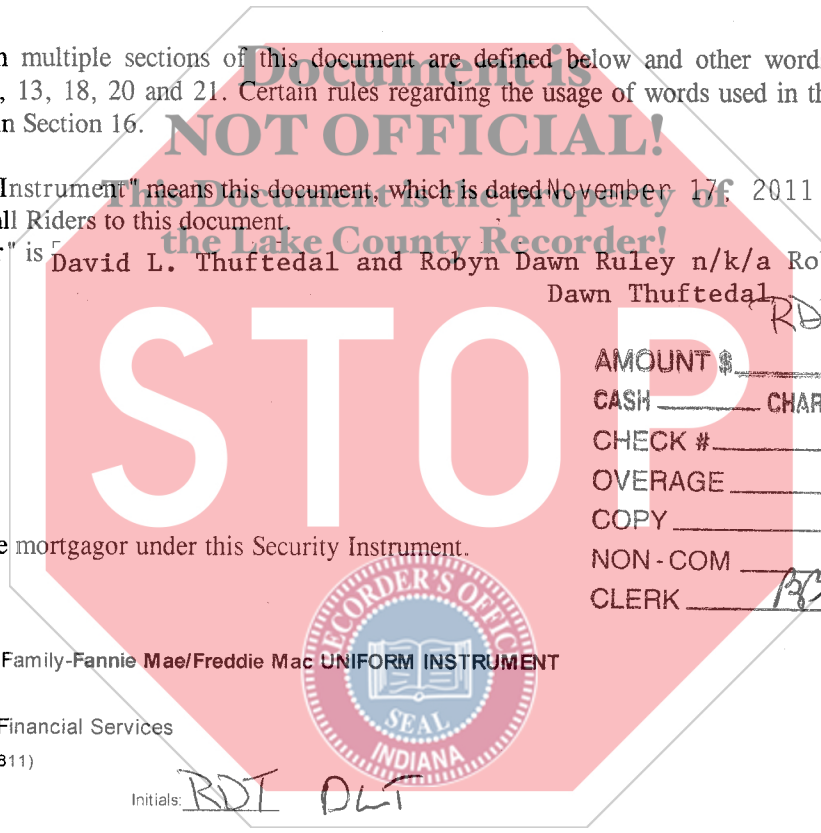 n multiple sections of this document are defined below and other word
Document is
, 13, 18, 20 and 21. Certain rules regarding the usage of words used in th
n Section 16.
NOT OFFICIAL!
Instrument" means this document, which is dated November 17, 2011
This Document is the property of
all Riders to this document.
the Lake County Recorder!
" is
David L. Thuftedal and Robyn Dawn Ruley n/k/a Ro
Dawn Thuftedal
RD
STOP
AMOUNT $
CASH CHAR
CHECK #
OVERAGE
COPY
e mortgagor under this Security Instrument.
NON-COM
CLERK
RECORDER'S OFFICE
SEAL
INDIANA
Family-Fannie Mae/Freddie Mac UNIFORM INSTRUMENT
Financial Services
811)
Initials: RDT DLT